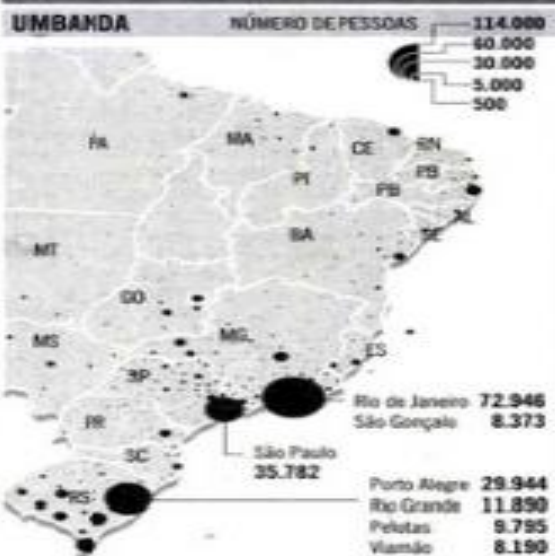 UMBANDA
NÚMERO DE PESSOAS
114.000
60.000
30.000
5.000
500
PA
MA
CE
RN
PB
PI
PB
AL
SE
BA
MT
GO
MS
MG
ES
SP
PR
SC
RS
Rio de Janeiro 72.946
São Gonçalo 8.373
São Paulo
35.782
Porto Alegre 29.944
Rio Grande 11.890
Pelotas 9.795
Viamão 8.190